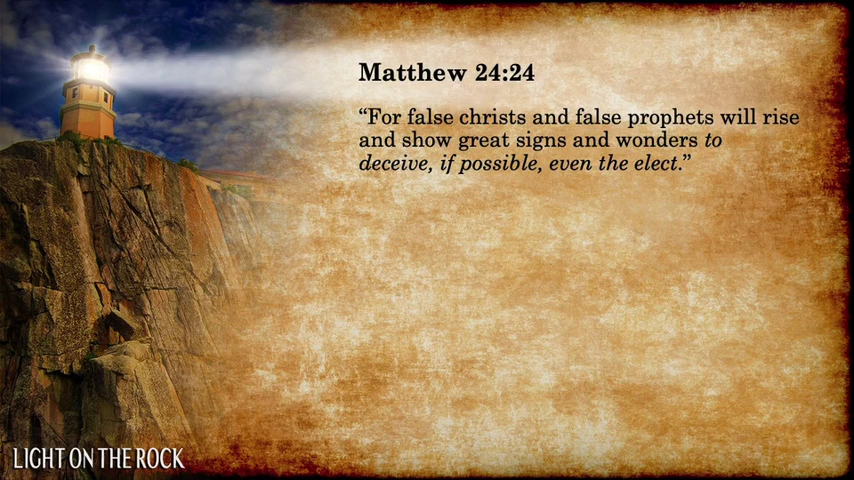 Matthew 24:24
“For false christs and false prophets will rise
and show great signs and wonders to
deceive, if possible, even the elect.”
LIGHT ON THE ROCK